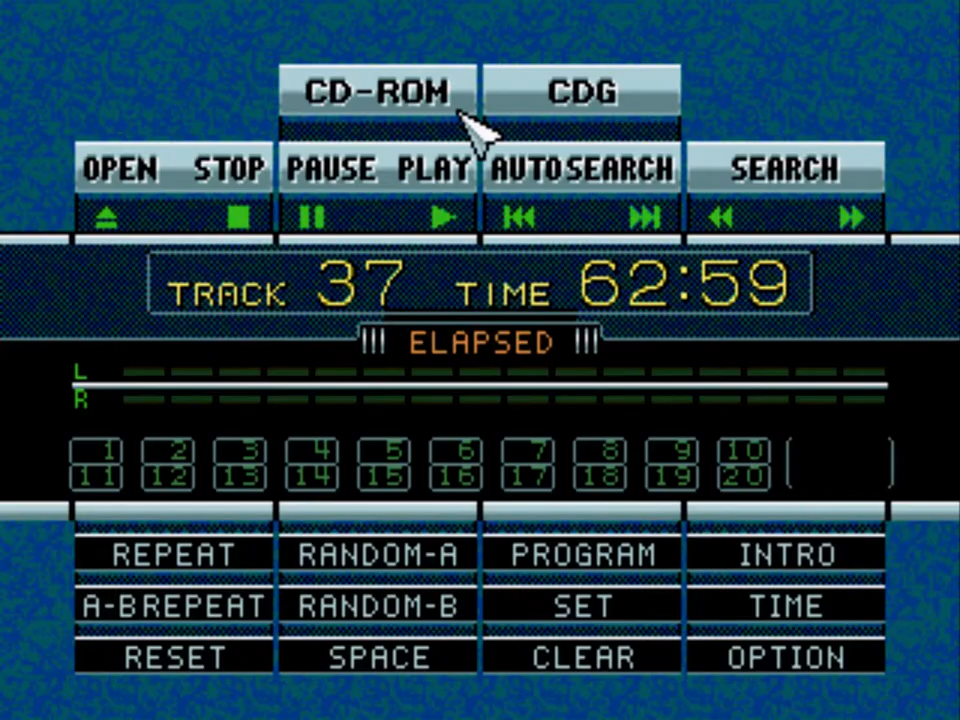 CD-ROM CDG
OPEN STOP PAUSE PLAY AUTOSEARCH SEARCH
TRACK 37 TIME 62:59
ELAPSED
L
R
1 2 3 4 5 6 7 8 9 10
11 12 13 14 15 16 17 18 19 20
REPEAT RANDOM-A PROGRAM INTRO
A-BREPEAT RANDOM-B SET TIME
RESET SPACE CLEAR OPTION